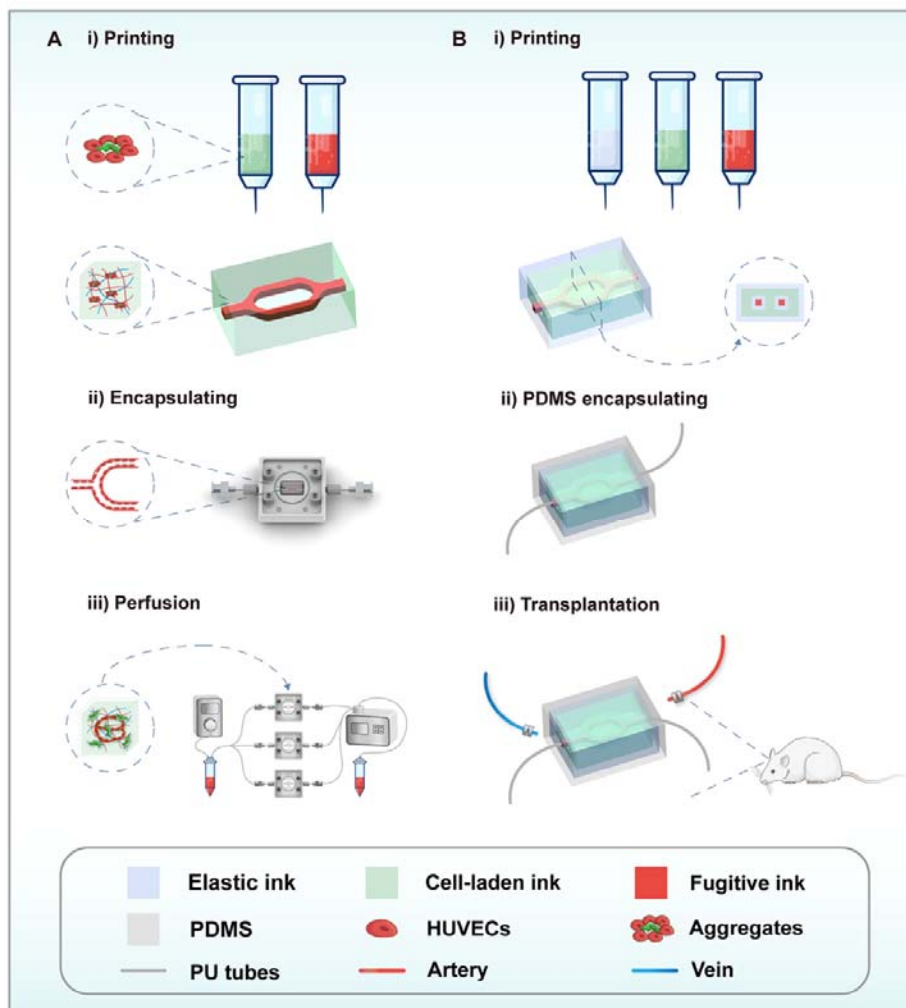 A i) Printing
B i) Printing
ii) Encapsulating
ii) PDMS encapsulating
iii) Perfusion
iii) Transplantation
Elastic ink
Cell-laden ink
Fugitive ink
PDMS
HUVECs
Aggregates
PU tubes
Artery
Vein